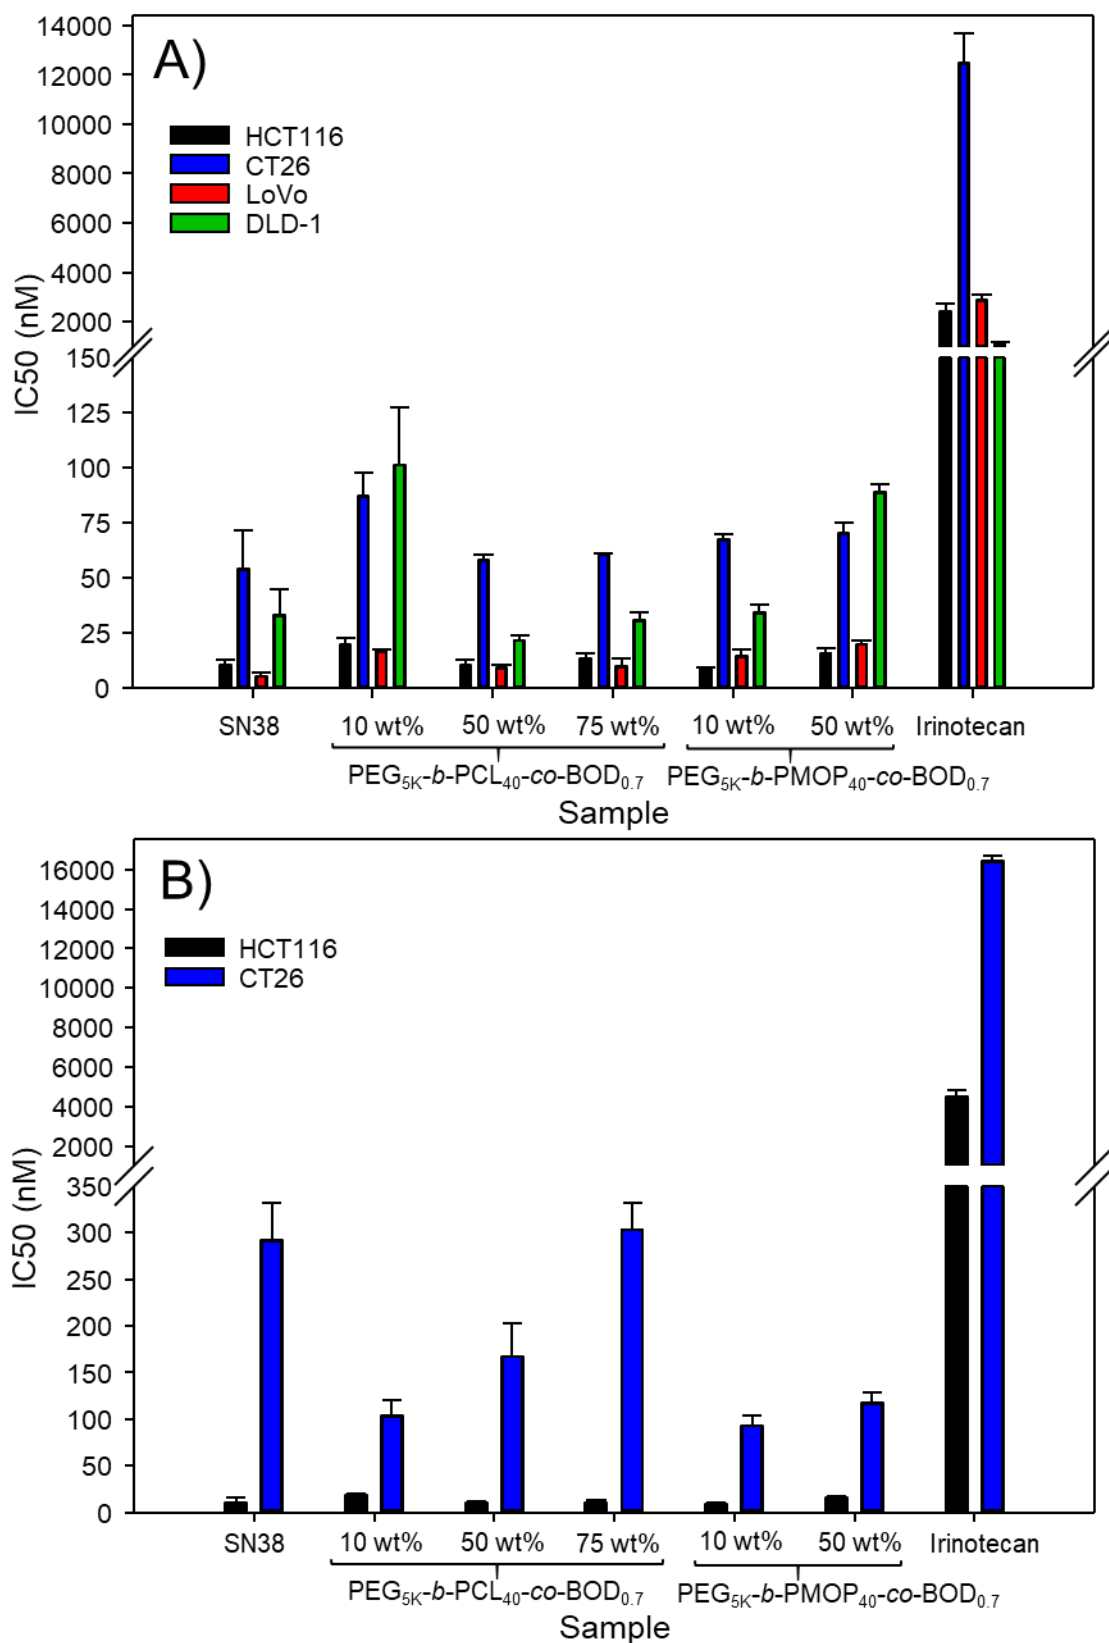 A)
HCT116
CT26
LoVo
DLD-1
IC50 (nM)
14000
12000
10000
8000
6000
4000
2000
150
125
100
75
50
25
0
SN38 10 wt% 50 wt% 75 wt% 10 wt% 50 wt% Irinotecan
PEG5K-b-PCL40-co-BOD0.7 PEG5K-b-PMOP40-co-BOD0.7
Sample
B)
HCT116
CT26
IC50 (nM)
16000
14000
12000
10000
8000
6000
4000
2000
350
300
250
200
150
100
50
0
SN38 10 wt% 50 wt% 75 wt% 10 wt% 50 wt% Irinotecan
PEG5K-b-PCL40-co-BOD0.7 PEG5K-b-PMOP40-co-BOD0.7
Sample